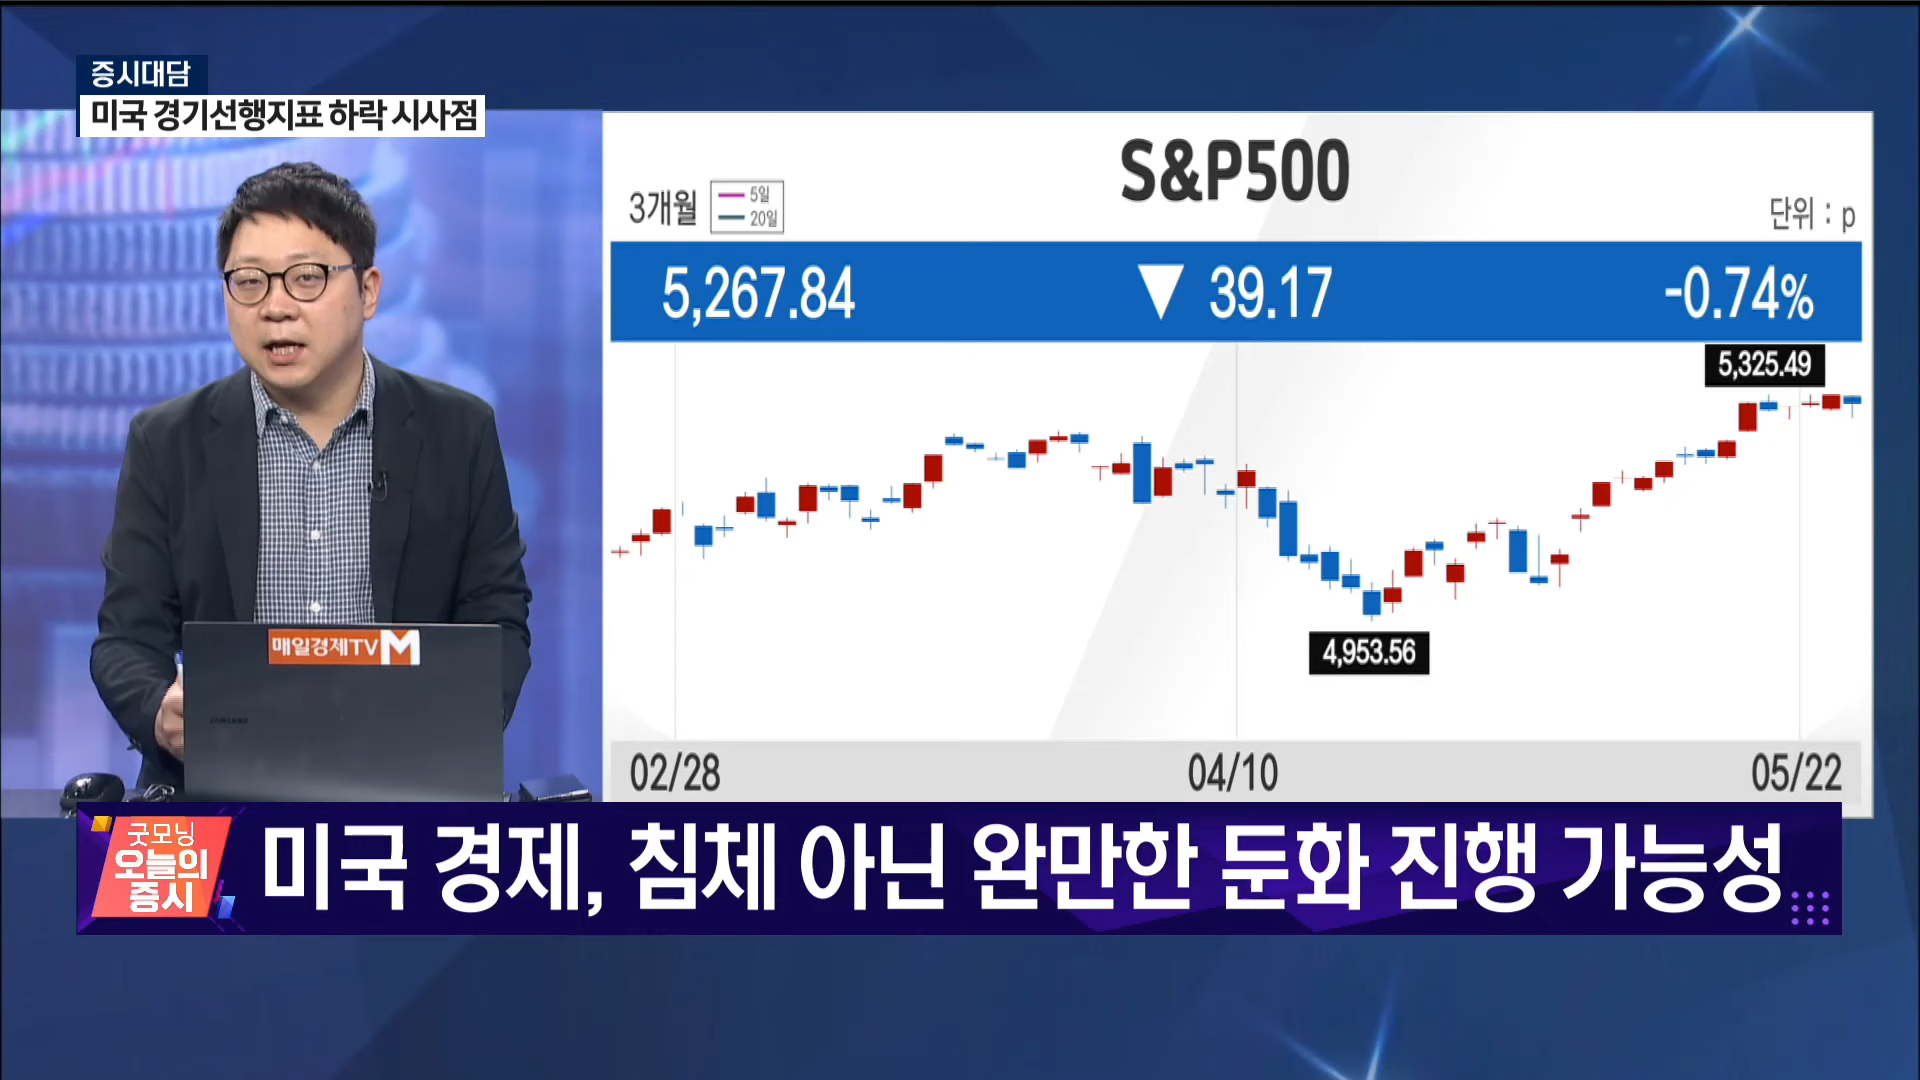 증시대담
미국 경기선행지표 하락 시사점
S&P500
3개월
5일
20일
단위 : p
5,267.84 ▼ 39.17 -0.74%
5,325.49
4,953.56
02/28 04/10 05/22
매일경제TV M
SAMSUNG
굿모닝
오늘의
증시
미국 경제, 침체 아닌 완만한 둔화 진행 가능성